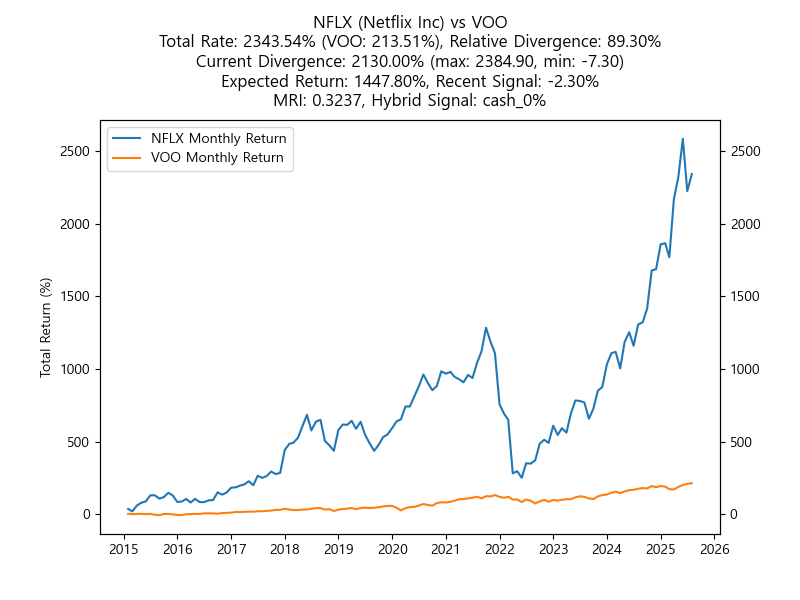 NFLX (Netflix Inc) vs VOO
Total Rate: 2343.54% (VOO: 213.51%), Relative Divergence: 89.30%
Current Divergence: 2130.00% (max: 2384.90, min: -7.30)
Expected Return: 1447.80%, Recent Signal: -2.30%
MRI: 0.3237, Hybrid Signal: cash_0%
NFLX Monthly Return
VOO Monthly Return
Total Return (%)
2500
2000
1500
1000
500
0
2500
2000
1500
1000
500
0
2015 2016 2017 2018 2019 2020 2021 2022 2023 2024 2025 2026